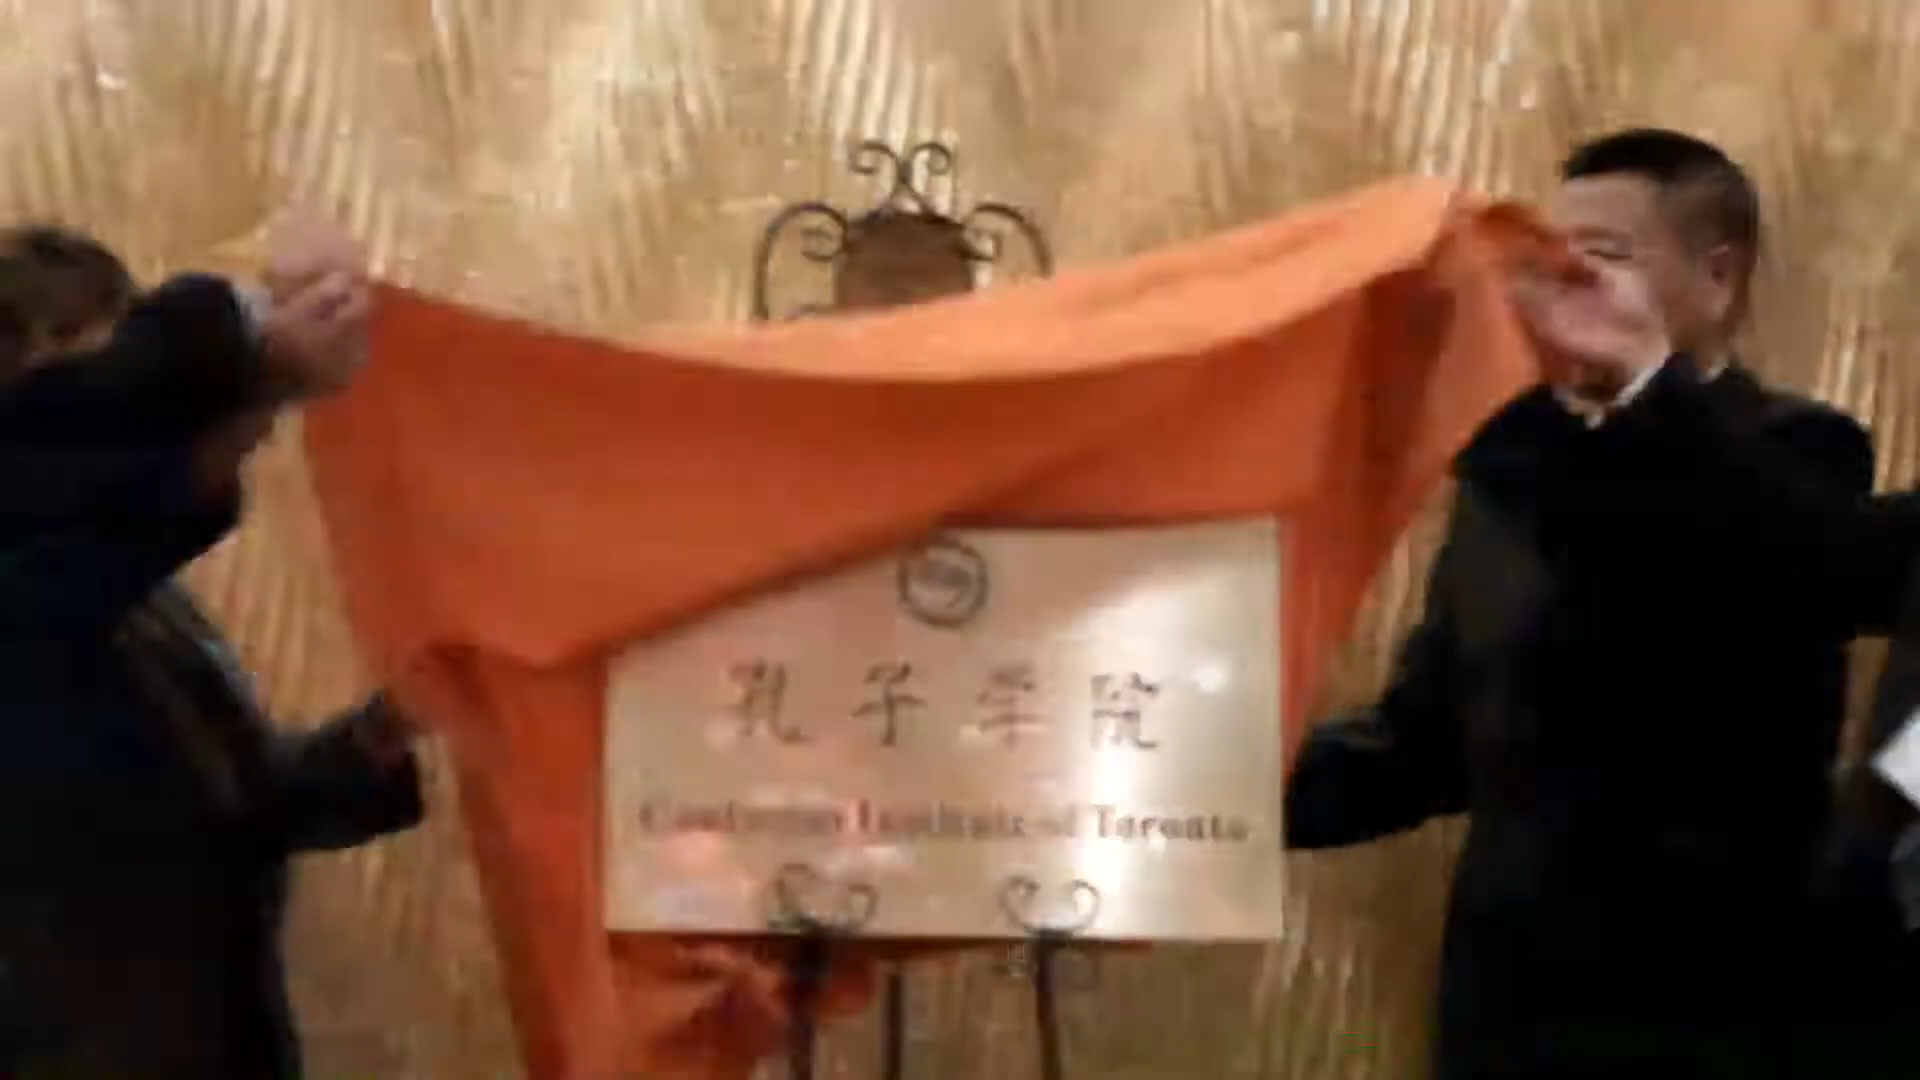 孔子学院
Confucius Institute of Toronto